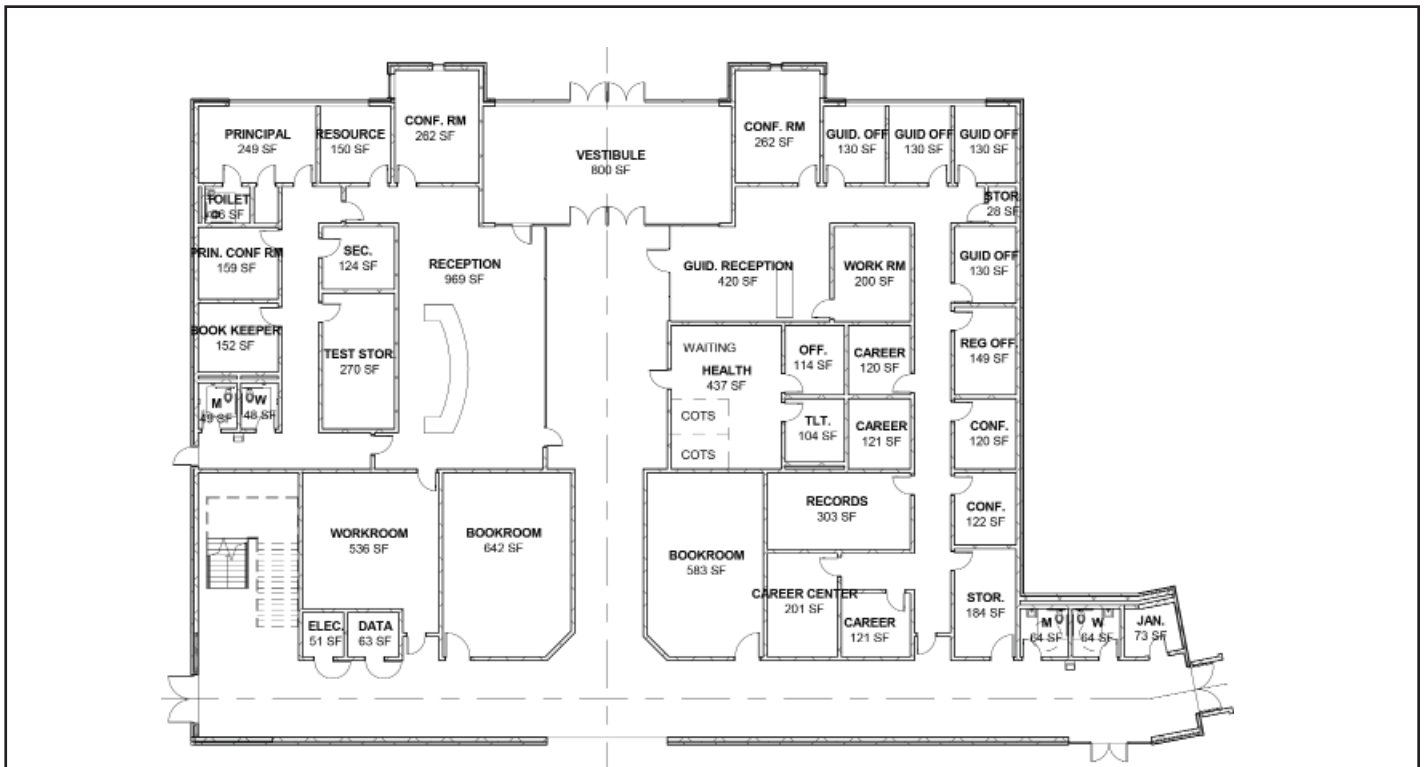 PRINCIPAL
249 SF
RESOURCE
150 SF
CONF. RM
262 SF
VESTIBULE
800 SF
CONF. RM
262 SF
GUID. OFF
130 SF
GUID OFF
130 SF
GUID OFF
130 SF
TOILET
STOR.
28 SF
PRIN. CONF RM
159 SF
SEC.
124 SF
RECEPTION
969 SF
GUID. RECEPTION
420 SF
WORK RM
200 SF
GUID OFF
130 SF
BOOK KEEPER
152 SF
TEST STOR.
270 SF
WAITING
HEALTH
437 SF
OFF.
114 SF
CAREER
120 SF
REG OFF.
149 SF
M
49 SF
W
48 SF
COTS
COTS
TLT.
104 SF
CAREER
121 SF
CONF.
120 SF
WORKROOM
536 SF
BOOKROOM
642 SF
BOOKROOM
583 SF
RECORDS
303 SF
CONF.
122 SF
ELEC.
51 SF
DATA
63 SF
CAREER CENTER
201 SF
CAREER
121 SF
STOR.
184 SF
M
64 SF
W
64 SF
JAN.
73 SF